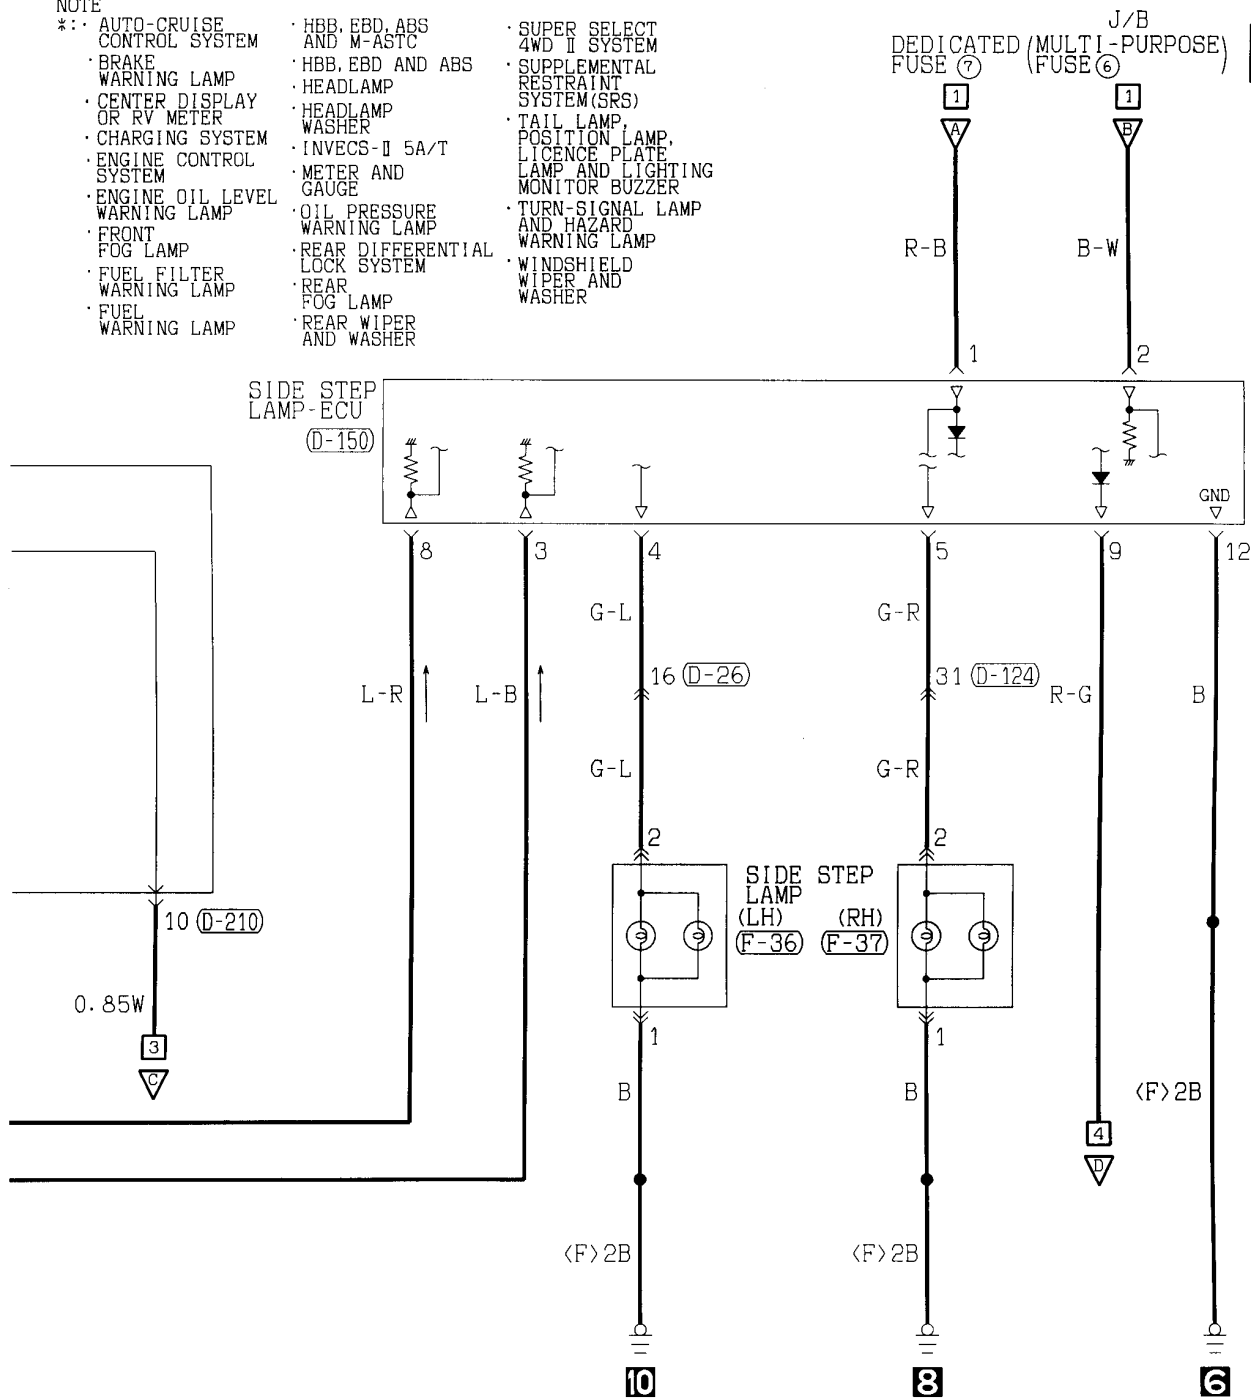 NOTE
*:· AUTO-CRUISE
CONTROL SYSTEM
· BRAKE
WARNING LAMP
· CENTER DISPLAY
OR RV METER
· CHARGING SYSTEM
· ENGINE CONTROL
SYSTEM
· ENGINE OIL LEVEL
WARNING LAMP
· FRONT
FOG LAMP
· FUEL FILTER
WARNING LAMP
· FUEL
WARNING LAMP
· HBB, EBD, ABS
AND M-ASTC
· HBB, EBD AND ABS
· HEADLAMP
· HEADLAMP
WASHER
· INVECS-Ⅱ 5A/T
· METER AND
GAUGE
· OIL PRESSURE
WARNING LAMP
· REAR DIFFERENTIAL
LOCK SYSTEM
· REAR
FOG LAMP
· REAR WIPER
AND WASHER
· SUPER SELECT
4WD Ⅱ SYSTEM
· SUPPLEMENTAL
RESTRAINT
SYSTEM(SRS)
· TAIL LAMP,
POSITION LAMP,
LICENCE PLATE
LAMP AND LIGHTING
MONITOR BUZZER
· TURN-SIGNAL LAMP
AND HAZARD
WARNING LAMP
· WINDSHIELD
WIPER AND
WASHER
J/B
DEDICATED (MULTI-PURPOSE)
FUSE ⑦ (FUSE ⑥)
1 1
A B
R-B B-W
1 2
SIDE STEP
LAMP-ECU
(D-150)
GND
8 3 4 5 9 12
G-L G-R
16 (D-26) 31 (D-124)
L-R L-B R-G B
G-L G-R
2 2
SIDE STEP
LAMP
(LH) (RH)
(F-36) (F-37)
10 (D-210)
0.85W
3
C
1 1
B B <F>2B
4
D
<F>2B <F>2B
10 8 6